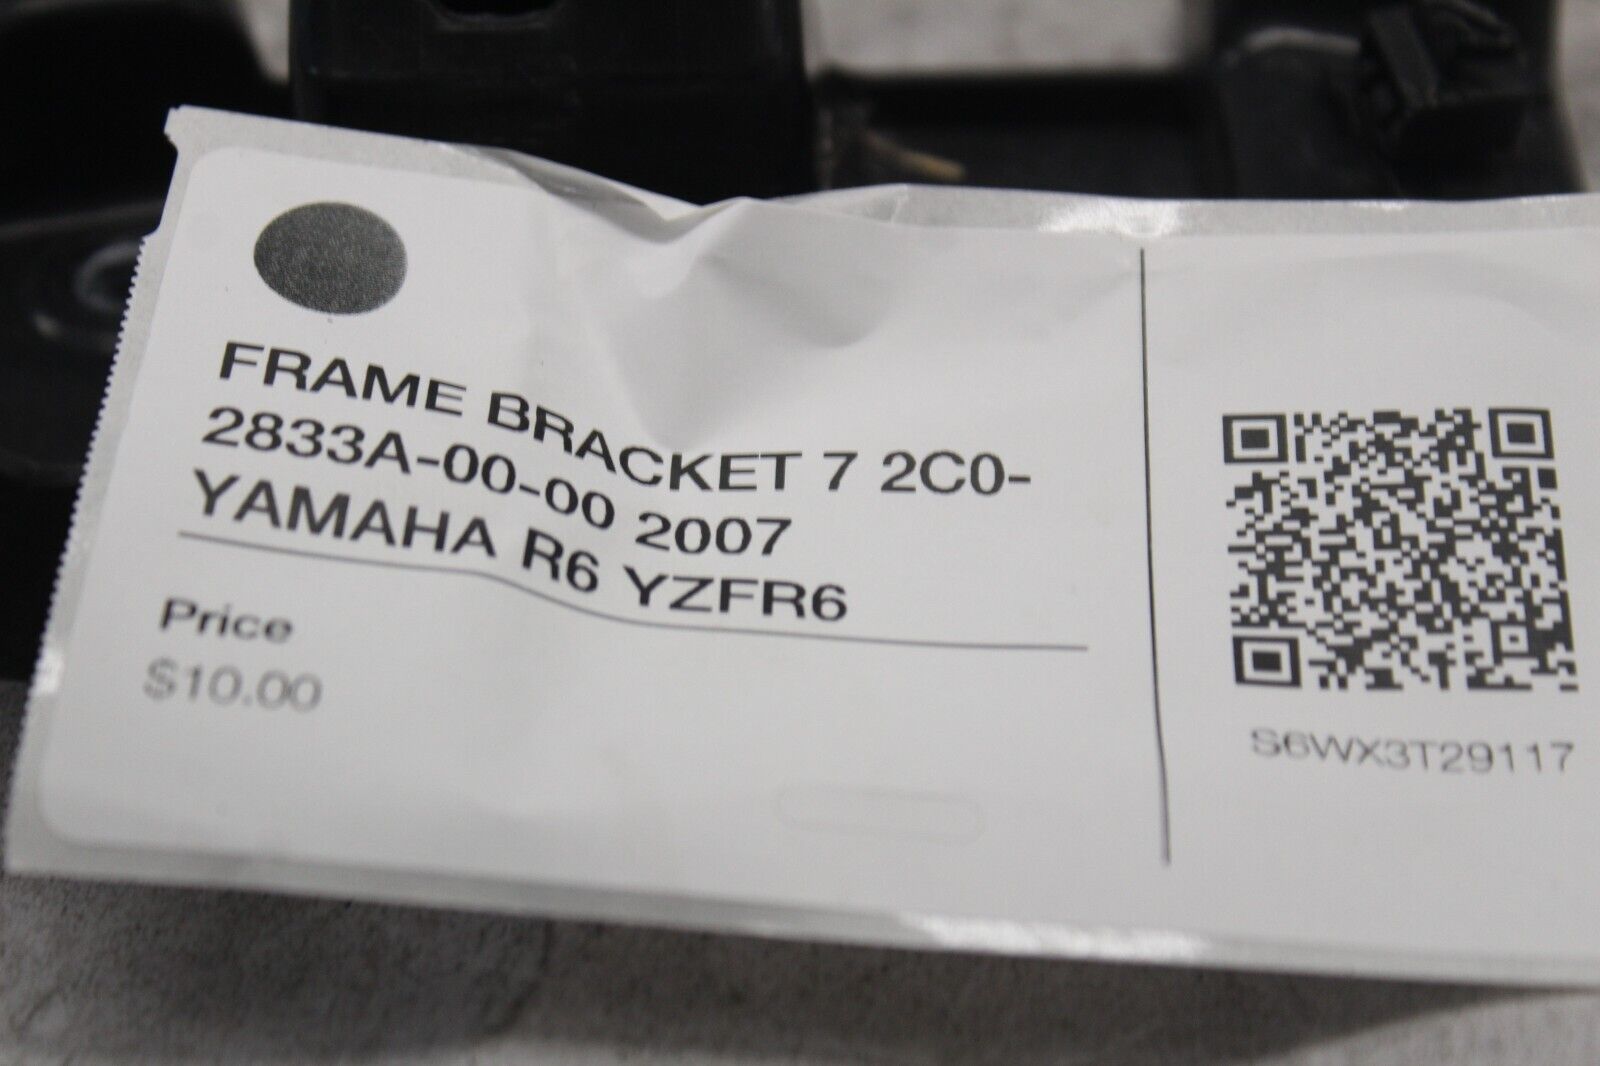 FRAME BRACKET 7 2C0-
2833A-00-00 2007
YAMAHA R6 YZFR6
Price
$10.00
S6WX3T29117